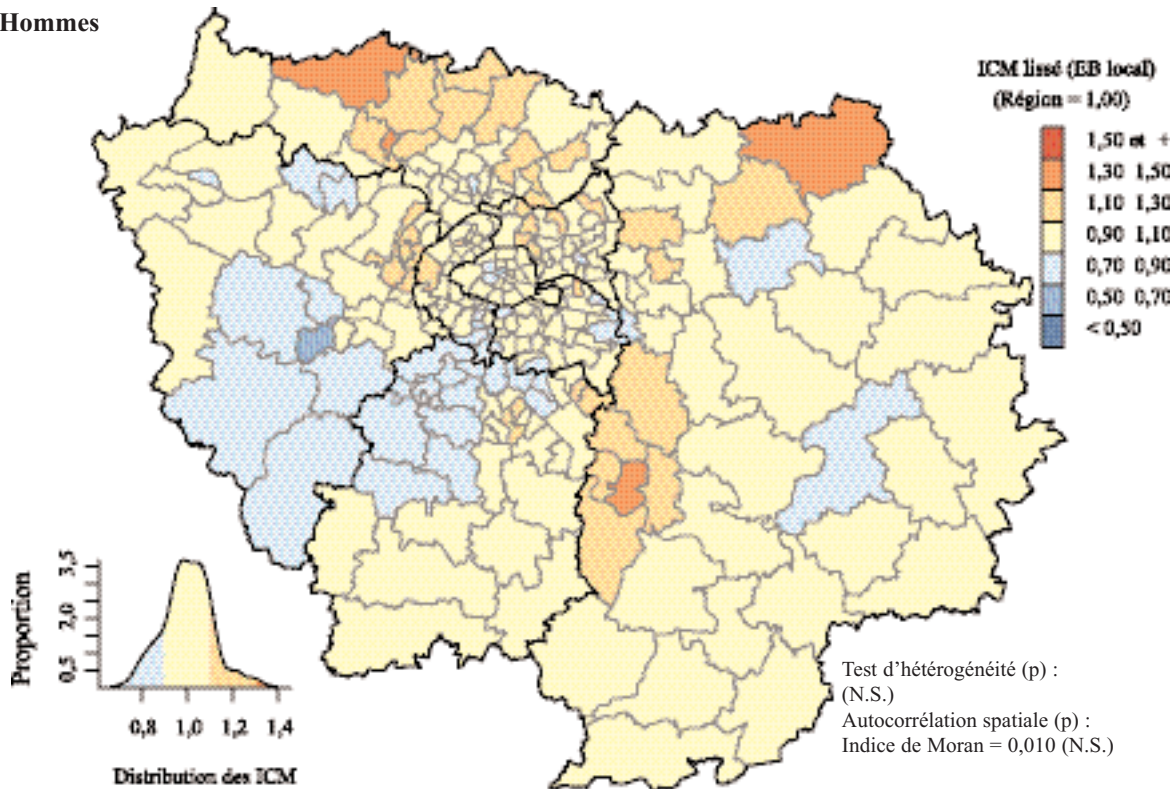 Hommes
ICM lissé (EB local)
(Région = 1,00)
1,50 et +
1,30 1,50
1,10 1,30
0,90 1,10
0,70 0,90
0,50 0,70
< 0,50
Proportion
3,5
2,0
0,5
0,8 1,0 1,2 1,4
Distribution des ICM
Test d’hétérogénéité (p) :
(N.S.)
Autocorrélation spatiale (p) :
Indice de Moran = 0,010 (N.S.)